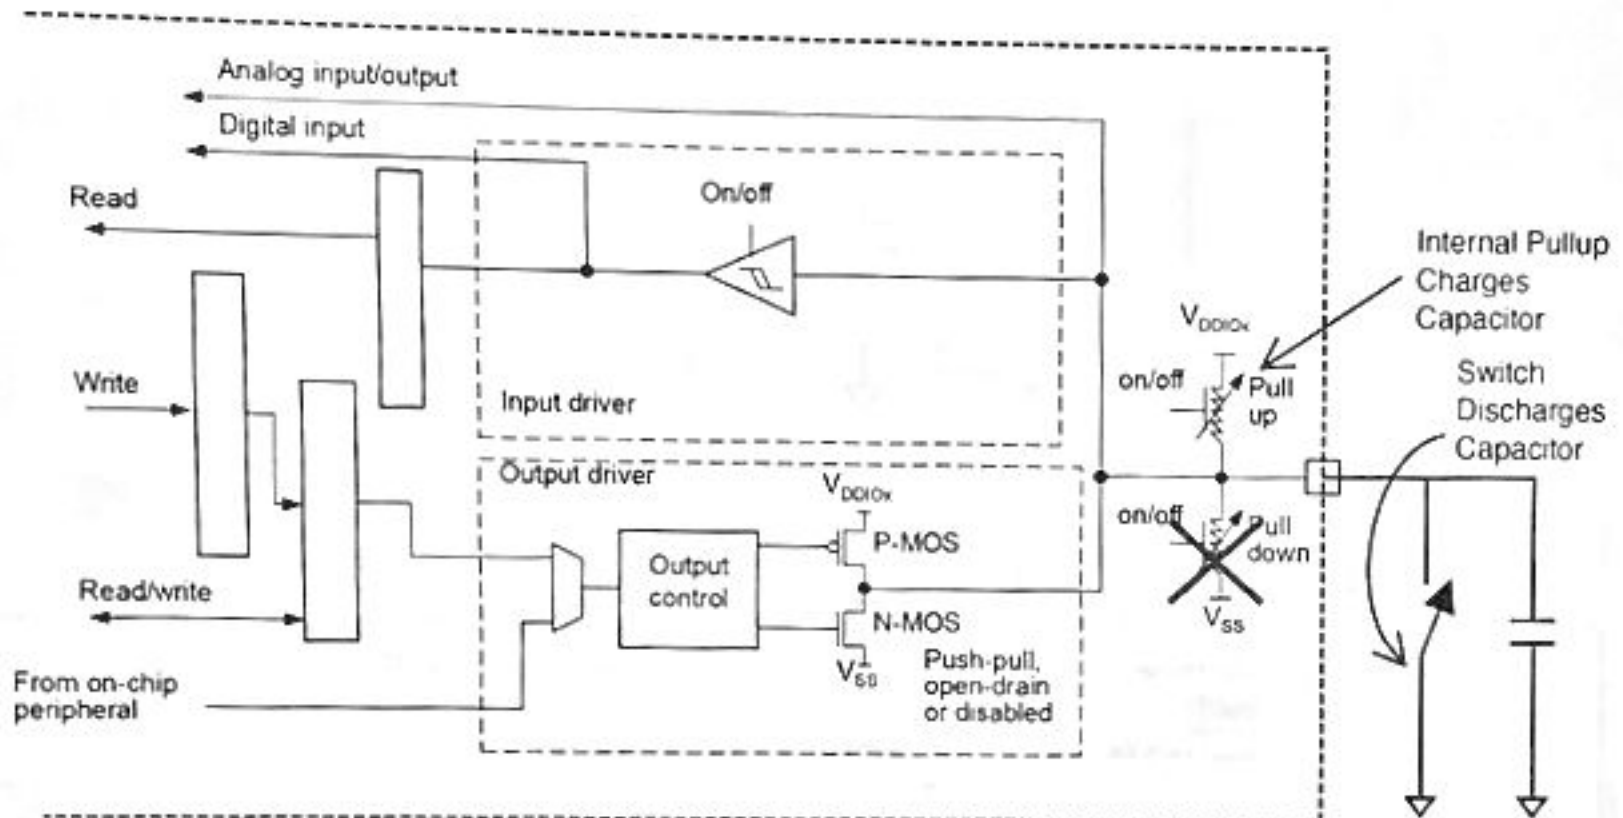 Analog input/output
Digital input
Read
On/off
Internal Pullup
Charges
Capacitor
VDDIOx
Write
on/off
Pull
up
Switch
Discharges
Capacitor
Input driver
Output driver
VDDIOx
on/off
Pull
down
P-MOS
Output
control
Read/write
N-MOS
VSS
VSS
Push-pull,
open-drain
or disabled
From on-chip
peripheral